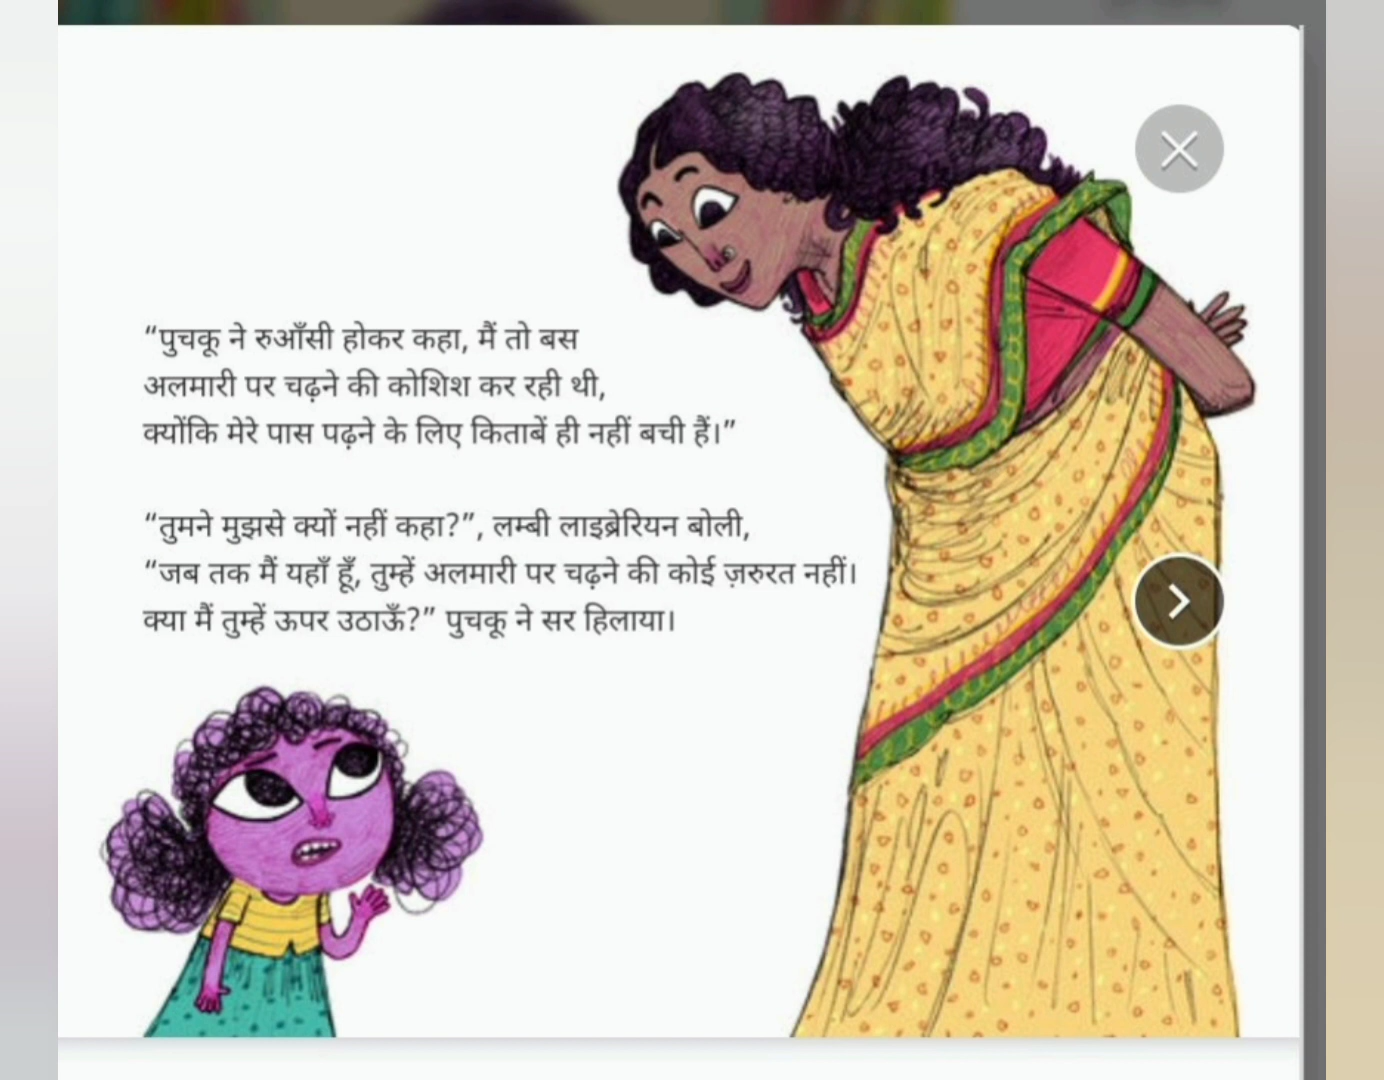 “पुचकू ने रुआँसी होकर कहा, मैं तो बस
अलमारी पर चढ़ने की कोशिश कर रही थी,
क्योंकि मेरे पास पढ़ने के लिए किताबें ही नहीं बची हैं।”
“तुमने मुझसे क्यों नहीं कहा?”, लम्बी लाइब्रेरियन बोली,
“जब तक मैं यहाँ हूँ, तुम्हें अलमारी पर चढ़ने की कोई ज़रुरत नहीं।
क्या मैं तुम्हें ऊपर उठाऊँ?” पुचकू ने सर हिलाया।